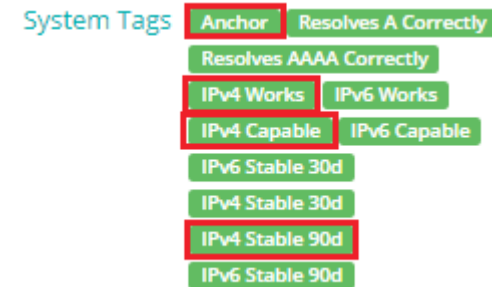 System Tags Anchor Resolves A Correctly
Resolves AAAA Correctly
IPv4 Works IPv6 Works
IPv4 Capable IPv6 Capable
IPv6 Stable 30d
IPv4 Stable 30d
IPv4 Stable 90d
IPv6 Stable 90d